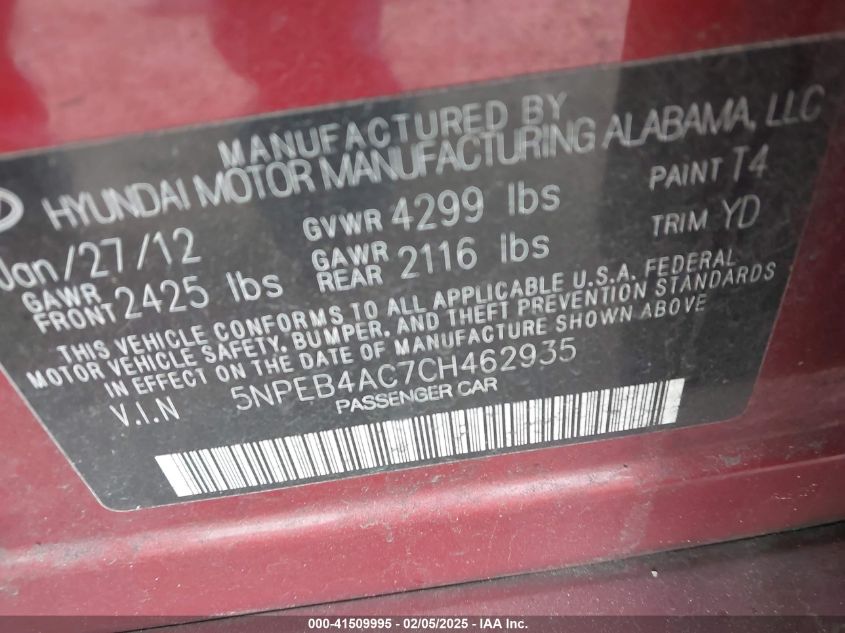 MANUFACTURED BY
HYUNDAI MOTOR MANUFACTURING ALABAMA, LLC
Jan/27/12 GVWR 4299 lbs PAINT T4
GAWR FRONT 2425 lbs GAWR REAR 2116 lbs TRIM YD
THIS VEHICLE CONFORMS TO ALL APPLICABLE U.S.A. FEDERAL
MOTOR VEHICLE SAFETY, BUMPER, AND THEFT PREVENTION STANDARDS
IN EFFECT ON THE DATE OF MANUFACTURE SHOWN ABOVE
V.I.N 5NPEB4AC7CH462935
PASSENGER CAR
000-41509995 - 02/05/2025 - IAA Inc.